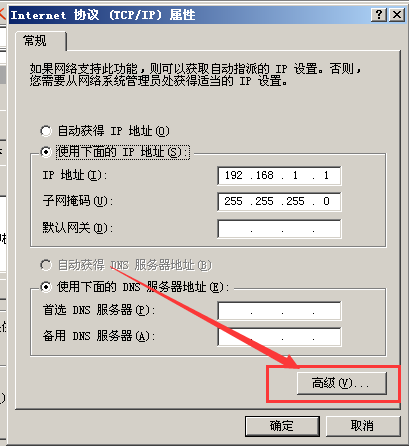 Internet 协议 (TCP/IP) 属性
常规
如果网络支持此功能,则可以获取自动指派的 IP 设置。否则,
您需要从网络系统管理员处获得适当的 IP 设置。
自动获得 IP 地址(O)
使用下面的 IP 地址(S):
IP 地址(I): 192 .168 . 1 . 1
子网掩码(U): 255 .255 .255 . 0
默认网关(D): . . .
自动获得 DNS 服务器地址(B)
使用下面的 DNS 服务器地址(E):
首选 DNS 服务器(P): . . .
备用 DNS 服务器(A): . . .
高级(V)...
确定 取消